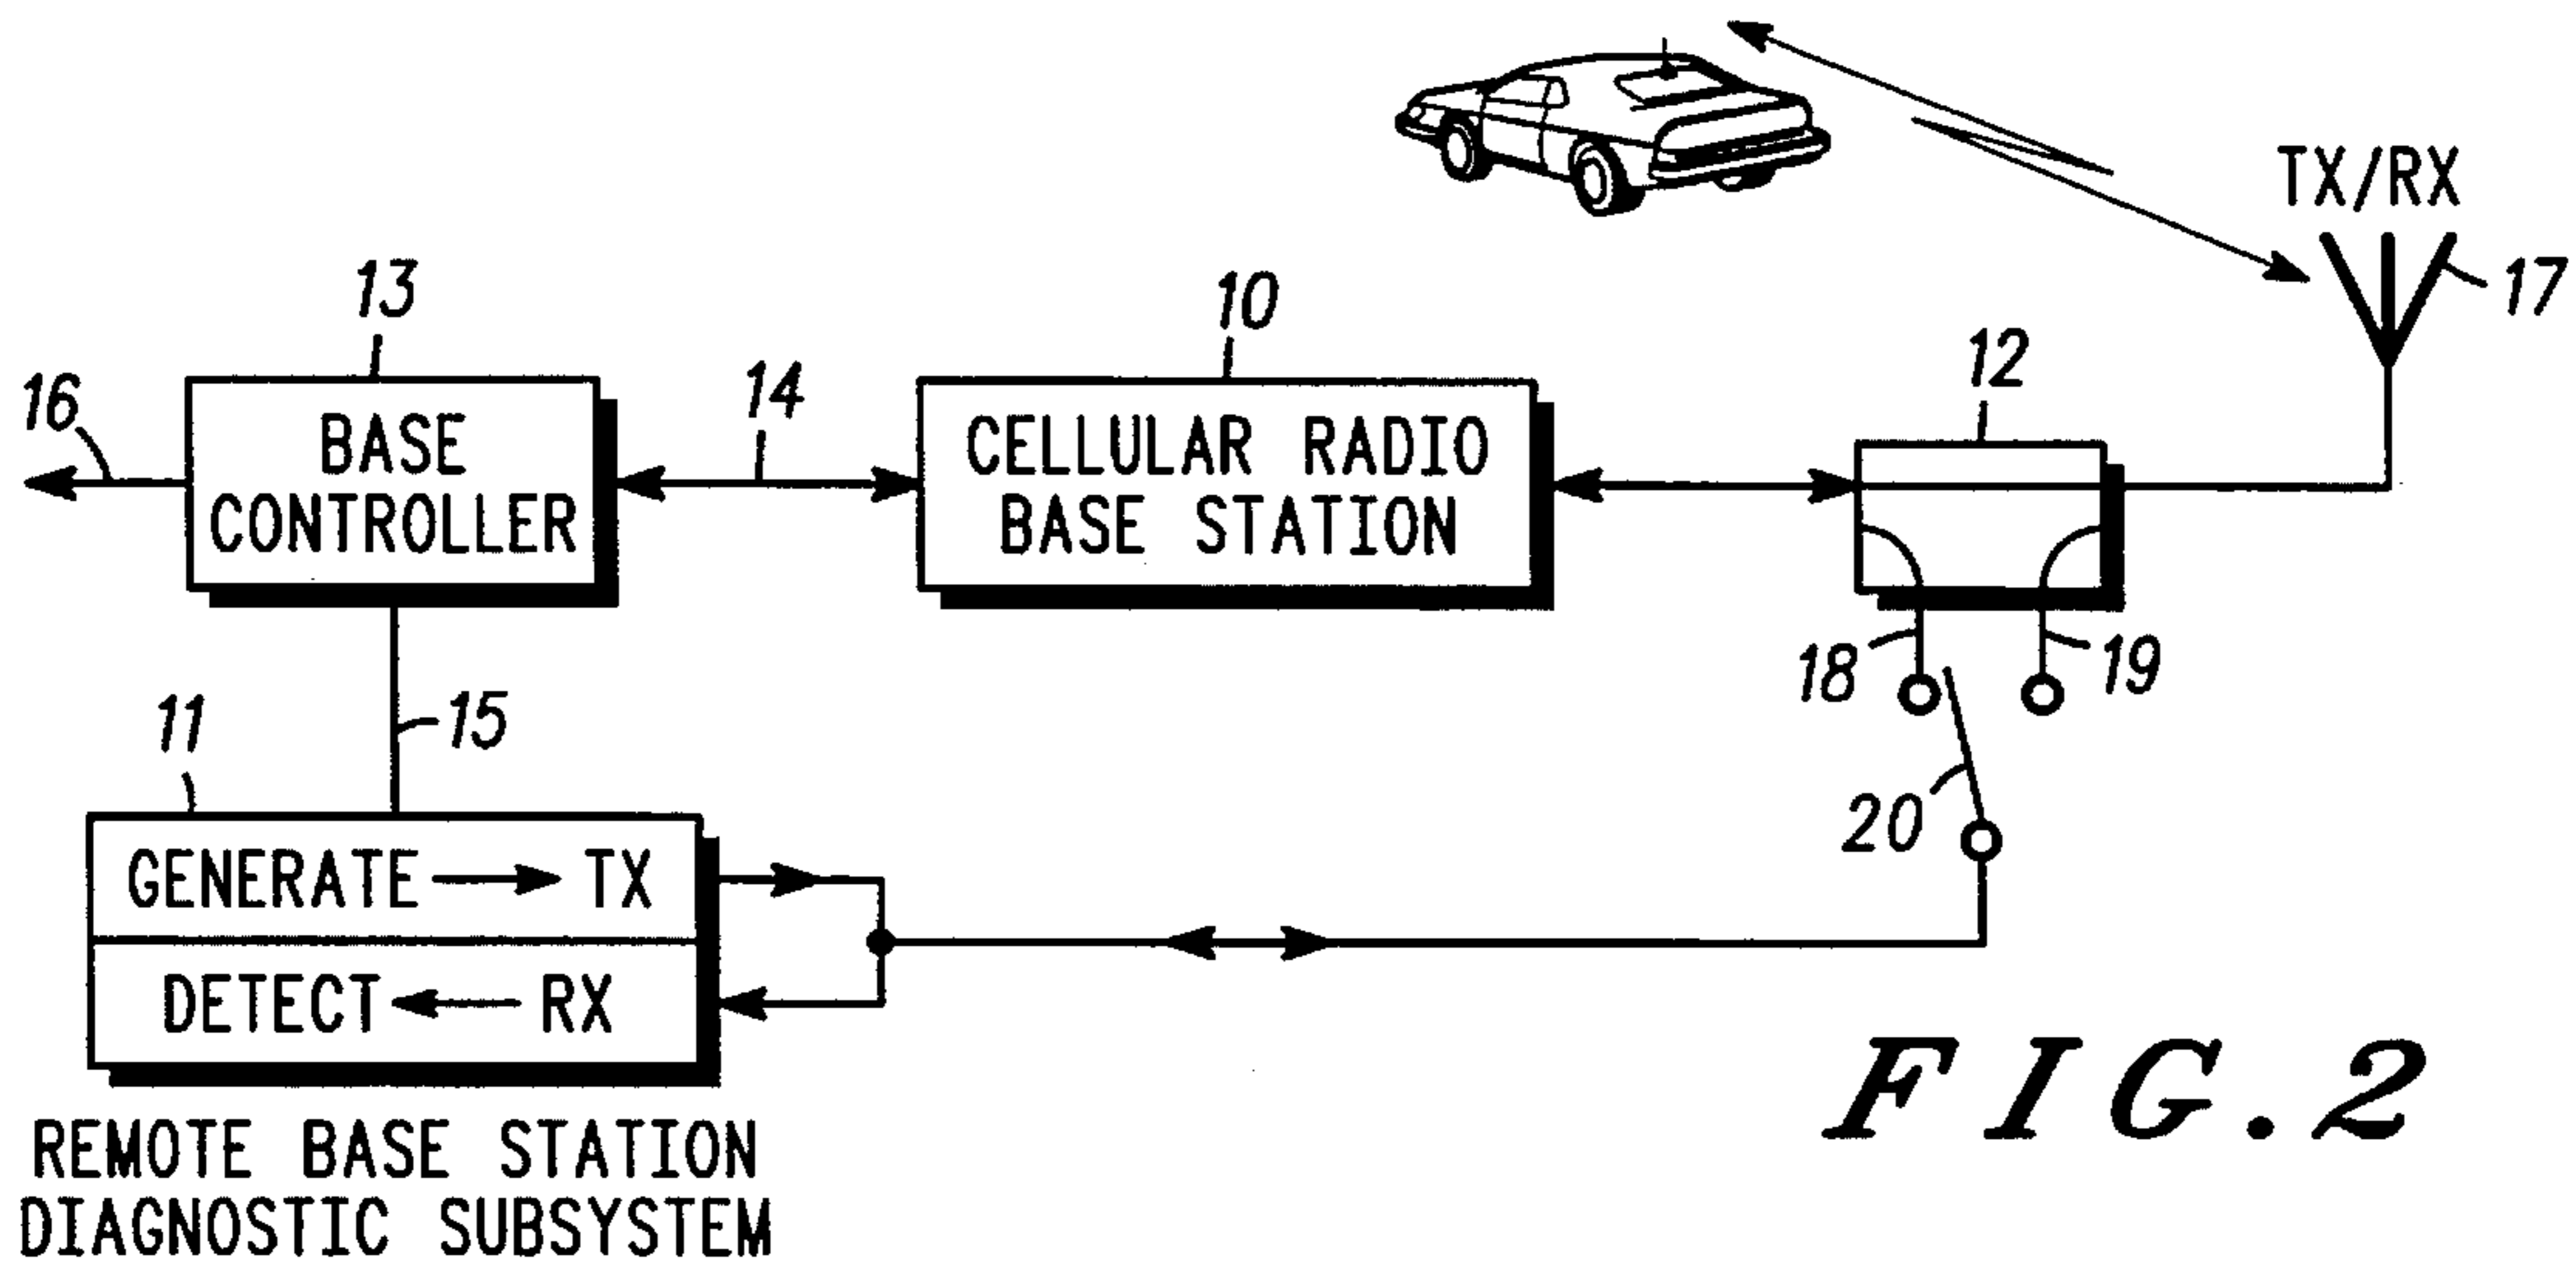 TX/RX
17
13
10
12
16
14
BASE
CONTROLLER
CELLULAR RADIO
BASE STATION
18
19
11
15
20
GENERATE → TX
DETECT ← RX
REMOTE BASE STATION
DIAGNOSTIC SUBSYSTEM
FIG.2